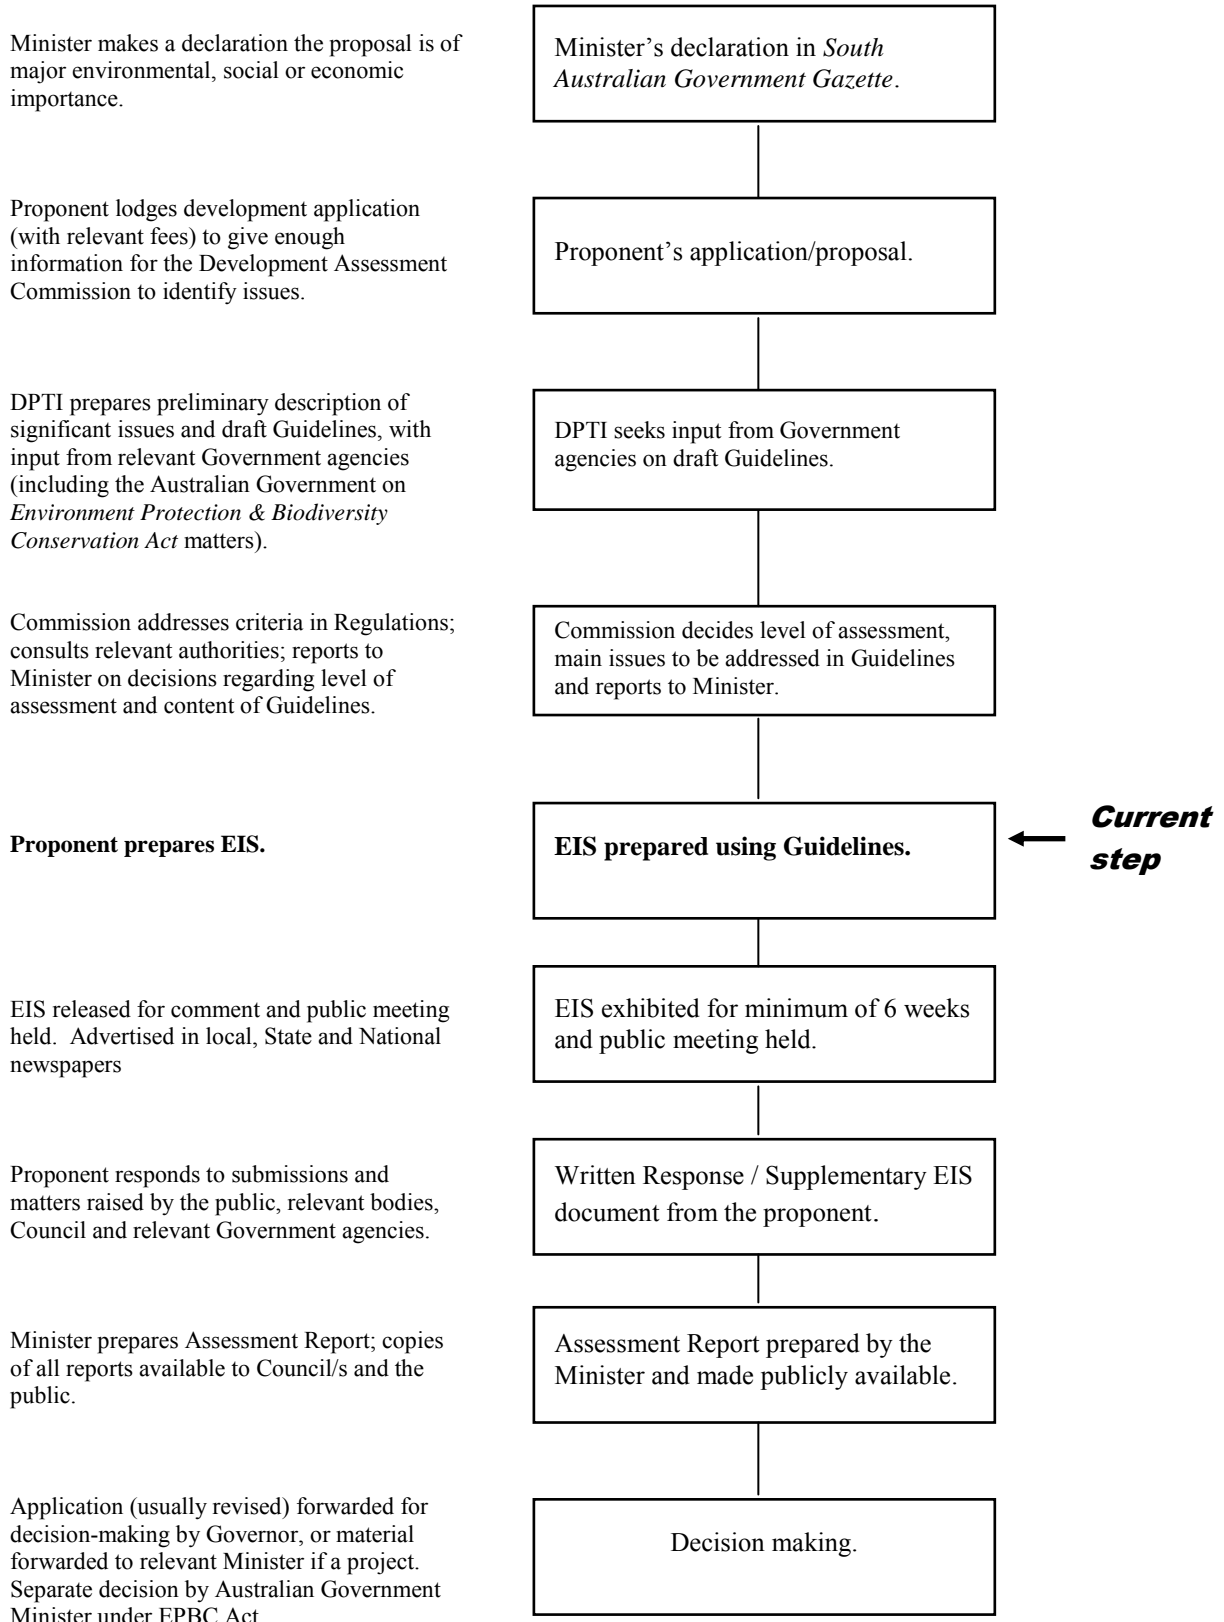 Minister makes a declaration the proposal is of
major environmental, social or economic
importance.
Minister’s declaration in South
Australian Government Gazette.
Proponent lodges development application
(with relevant fees) to give enough
information for the Development Assessment
Commission to identify issues.
Proponent’s application/proposal.
DPTI prepares preliminary description of
significant issues and draft Guidelines, with
input from relevant Government agencies
(including the Australian Government on
Environment Protection & Biodiversity
Conservation Act matters).
DPTI seeks input from Government
agencies on draft Guidelines.
Commission addresses criteria in Regulations;
consults relevant authorities; reports to
Minister on decisions regarding level of
assessment and content of Guidelines.
Commission decides level of assessment,
main issues to be addressed in Guidelines
and reports to Minister.
Proponent prepares EIS.
EIS prepared using Guidelines.
Current
step
EIS released for comment and public meeting
held. Advertised in local, State and National
newspapers
EIS exhibited for minimum of 6 weeks
and public meeting held.
Proponent responds to submissions and
matters raised by the public, relevant bodies,
Council and relevant Government agencies.
Written Response / Supplementary EIS
document from the proponent.
Minister prepares Assessment Report; copies
of all reports available to Council/s and the
public.
Assessment Report prepared by the
Minister and made publicly available.
Application (usually revised) forwarded for
decision-making by Governor, or material
forwarded to relevant Minister if a project.
Separate decision by Australian Government
Minister under EPBC Act
Decision making.